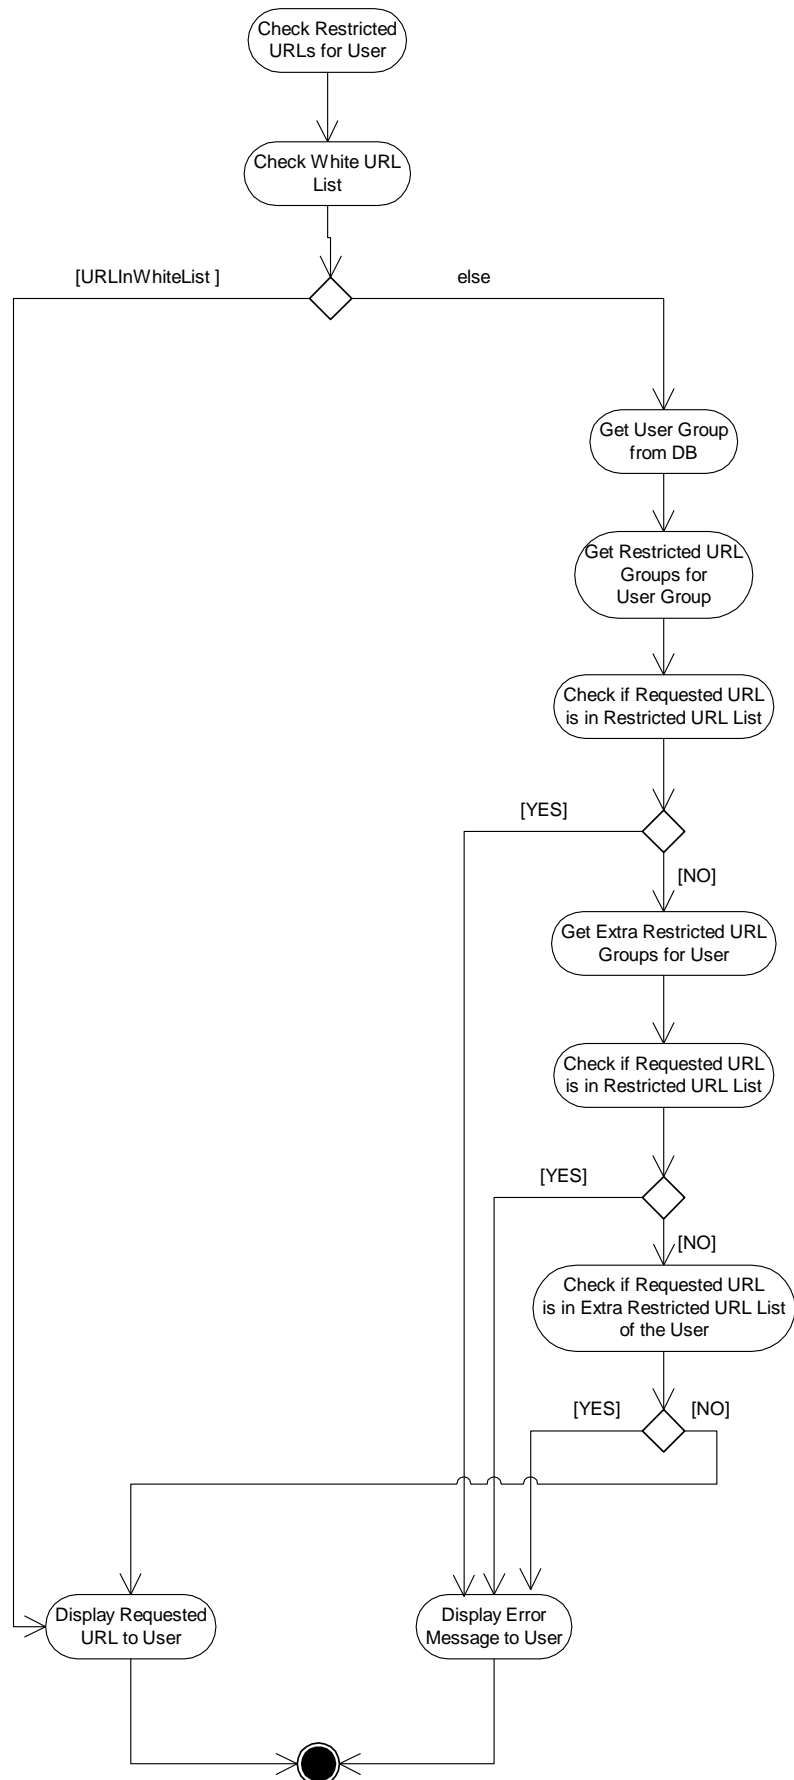 Check Restricted
URLs for User
Check White URL
List
[URLInWhiteList ]
else
Get User Group
from DB
Get Restricted URL
Groups for
User Group
Check if Requested URL
is in Restricted URL List
[YES]
[NO]
Get Extra Restricted URL
Groups for User
Check if Requested URL
is in Restricted URL List
[YES]
[NO]
Check if Requested URL
is in Extra Restricted URL List
of the User
[YES]
[NO]
Display Requested
URL to User
Display Error
Message to User